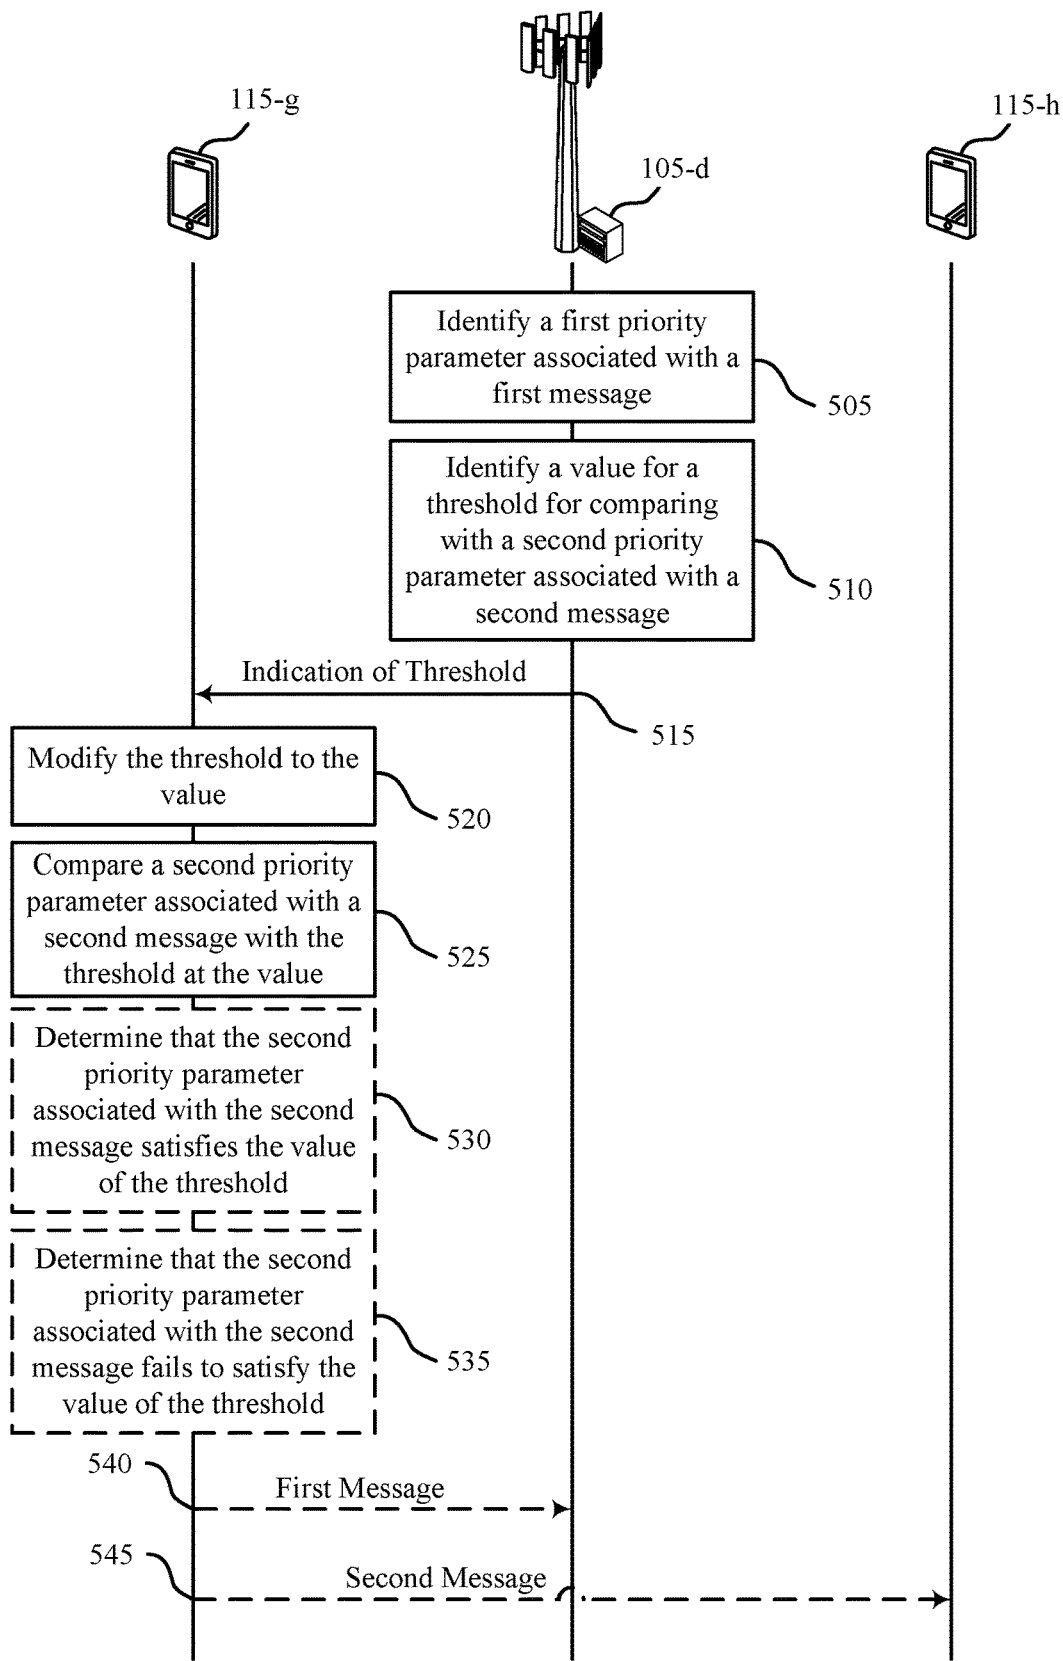 115-g
105-d
115-h
Identify a first priority
parameter associated with a
first message
505
Identify a value for a
threshold for comparing
with a second priority
parameter associated with a
second message
510
Indication of Threshold
515
Modify the threshold to the
value
520
Compare a second priority
parameter associated with a
second message with the
threshold at the value
525
Determine that the second
priority parameter
associated with the second
message satisfies the value
of the threshold
530
Determine that the second
priority parameter
associated with the second
message fails to satisfy the
value of the threshold
535
540
First Message
545
Second Message